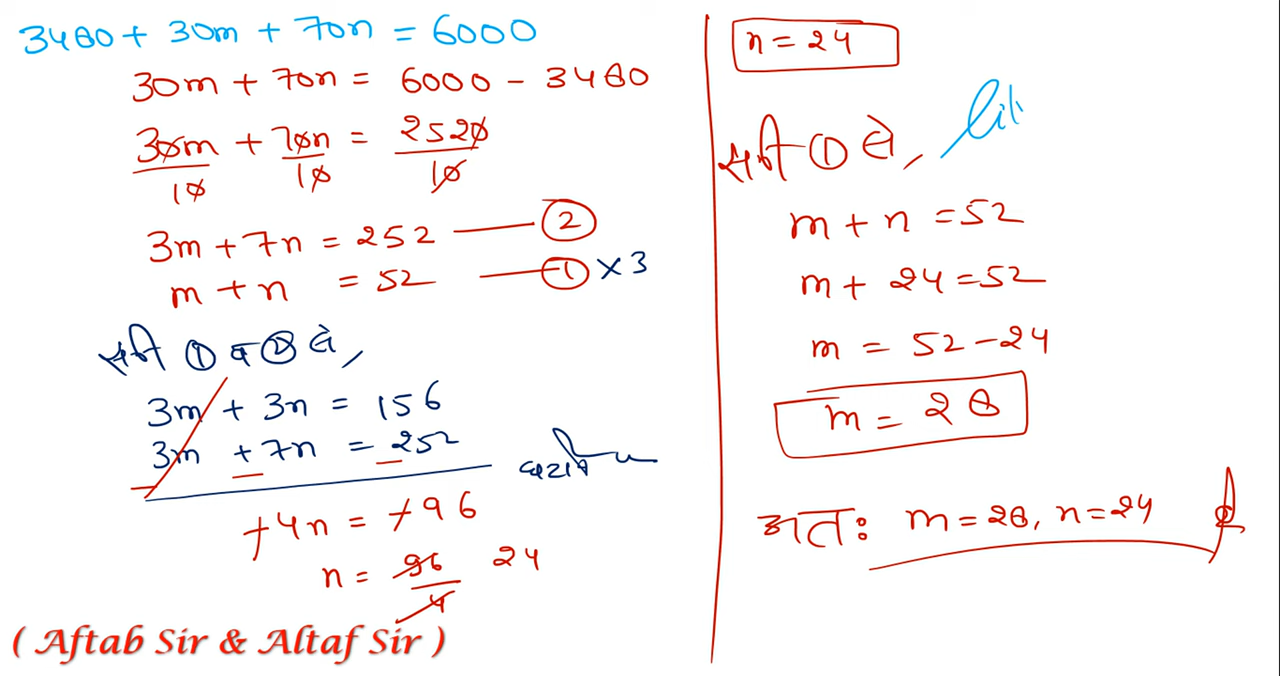 3480 + 30m + 70n = 6000
30m + 70n = 6000 - 3480
30m/10 + 70n/10 = 2520/10
3m + 7n = 252 —— ②
m + n = 52 —— ① × 3
समी ① व ② से,
3m + 3n = 156
3m + 7n = 252
− − −
घटाने
+4n = +96
n = 96/4 24
( Aftab Sir & Altaf Sir )
n = 24
समी ① से,
m + n = 52
m + 24 = 52
m = 52 - 24
m = 28
अतः m = 28, n = 24